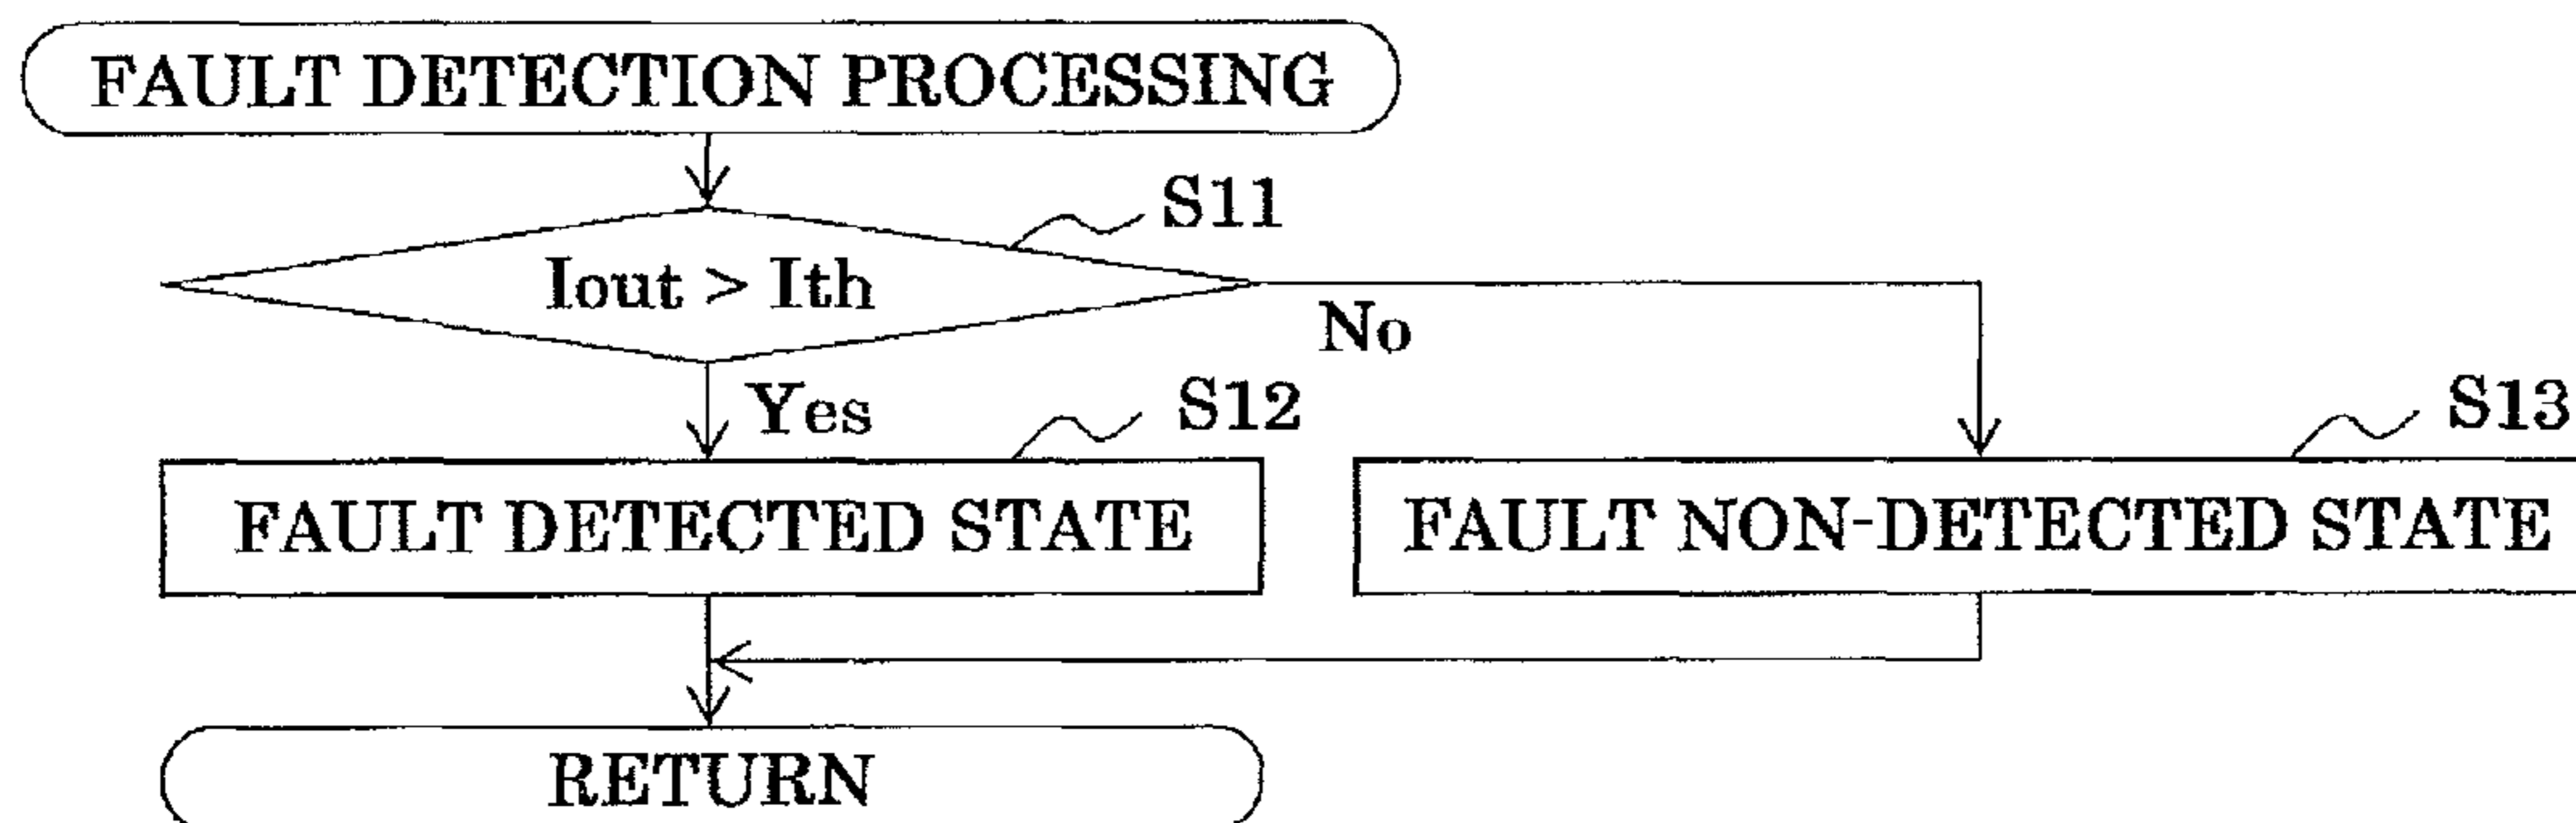 FAULT DETECTION PROCESSING
S11
Iout > Ith
No
Yes
S12
S13
FAULT DETECTED STATE
FAULT NON-DETECTED STATE
RETURN